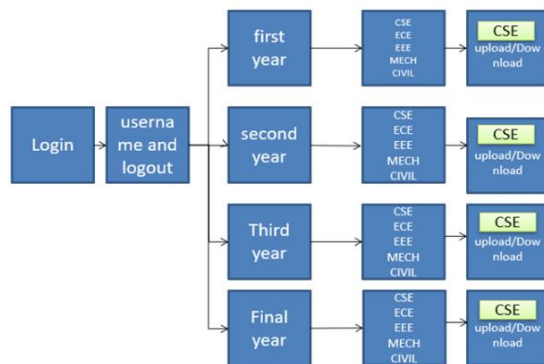 Login
userna
me and
logout
first
year
CSE
ECE
EEE
MECH
CIVIL
CSE
upload/Dow
nload
second
year
CSE
ECE
EEE
MECH
CIVIL
CSE
upload/Dow
nload
Third
year
CSE
ECE
EEE
MECH
CIVIL
CSE
upload/Dow
nload
Final
year
CSE
ECE
EEE
MECH
CIVIL
CSE
upload/Dow
nload